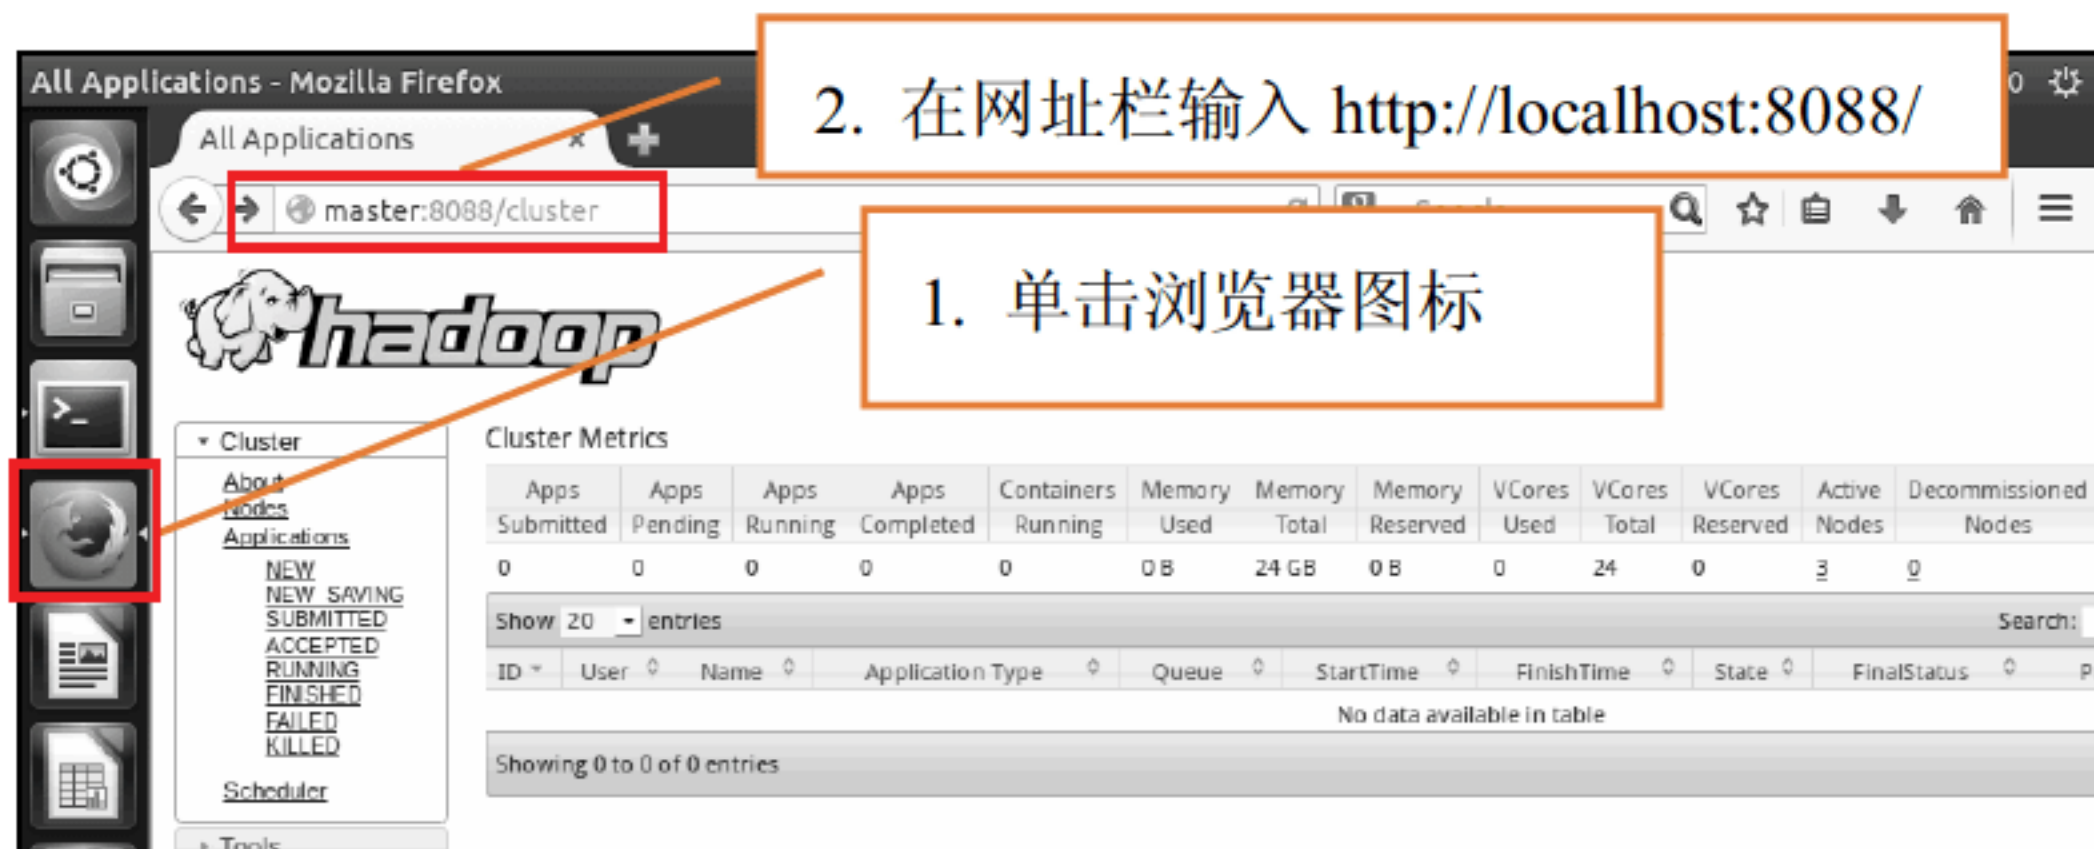 All Applications - Mozilla Firefox
2. 在网址栏输入 http://localhost:8088/
All Applications
master:8088/cluster
1. 单击浏览器图标
hadoop
Cluster
About
Nodes
Applications
NEW
NEW_SAVING
SUBMITTED
ACCEPTED
RUNNING
FINISHED
FAILED
KILLED
Scheduler
Tools
Cluster Metrics
Apps Submitted Apps Pending Apps Running Apps Completed Containers Running Memory Used Memory Total Memory Reserved VCores Used VCores Total VCores Reserved Active Nodes Decommissioned Nodes
0 0 0 0 0 0 B 24 GB 0 B 0 24 0 3 0
Show 20 entries Search:
ID User Name Application Type Queue StartTime FinishTime State FinalStatus
No data available in table
Showing 0 to 0 of 0 entries